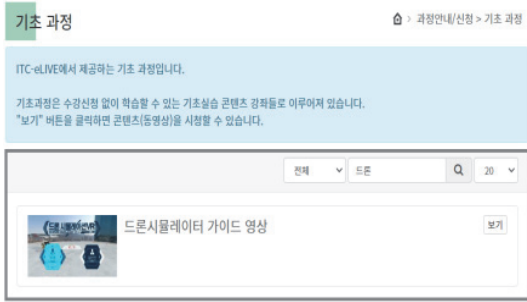 기초 과정
> 과정안내/신청 > 기초 과정
ITC-eLIVE에서 제공하는 기초 과정입니다.
기초과정은 수강신청 없이 학습할 수 있는 기초실습 콘텐츠 강좌들로 이루어져 있습니다.
"보기" 버튼을 클릭하면 콘텐츠(동영상)을 시청할 수 있습니다.
전체 드론 20
드론시뮬레이터 가이드 영상 보기